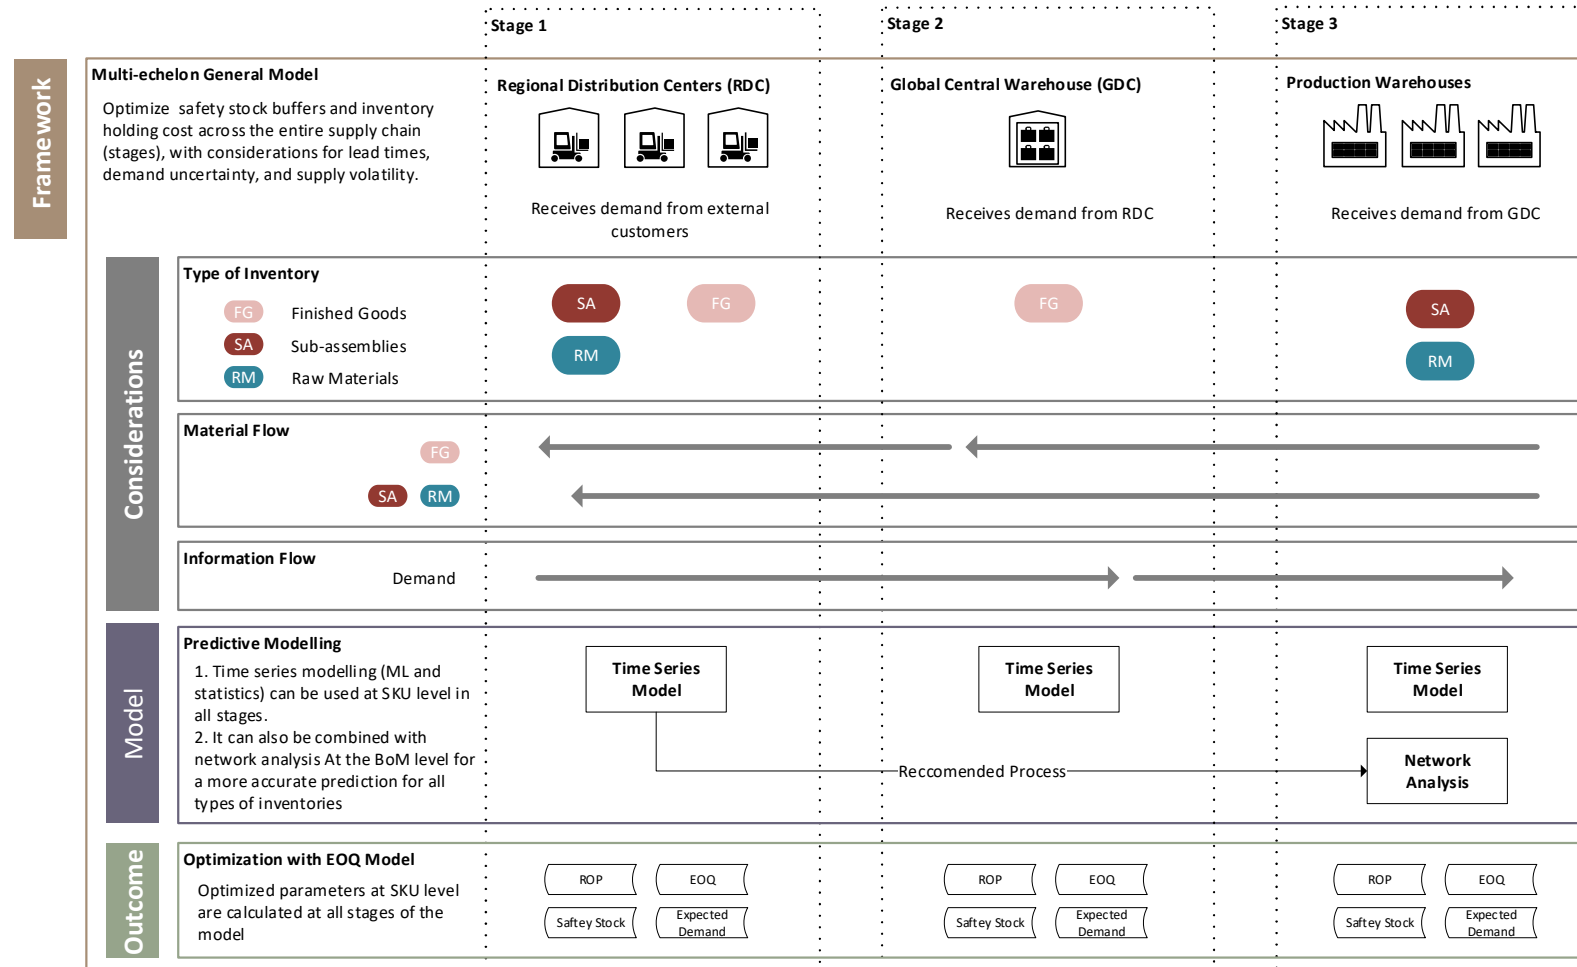 Stage 1
Stage 2
Stage 3
Framework
Multi-echelon General Model
Optimize safety stock buffers and inventory
holding cost across the entire supply chain
(stages), with considerations for lead times,
demand uncertainty, and supply volatility.
Regional Distribution Centers (RDC)
Receives demand from external
customers
Global Central Warehouse (GDC)
Receives demand from RDC
Production Warehouses
Receives demand from GDC
Considerations
Type of Inventory
FG Finished Goods
SA Sub-assemblies
RM Raw Materials
SA FG
RM
FG
SA
RM
Material Flow
FG
SA RM
Information Flow
Demand
Model
Predictive Modelling
1. Time series modelling (ML and
statistics) can be used at SKU level in
all stages.
2. It can also be combined with
network analysis At the BoM level for
a more accurate prediction for all
types of inventories
Time Series
Model
Time Series
Model
Time Series
Model
Reccomended Process
Network
Analysis
Outcome
Optimization with EOQ Model
Optimized parameters at SKU level
are calculated at all stages of the
model
ROP EOQ
Saftey Stock Expected
Demand
ROP EOQ
Saftey Stock Expected
Demand
ROP EOQ
Saftey Stock Expected
Demand